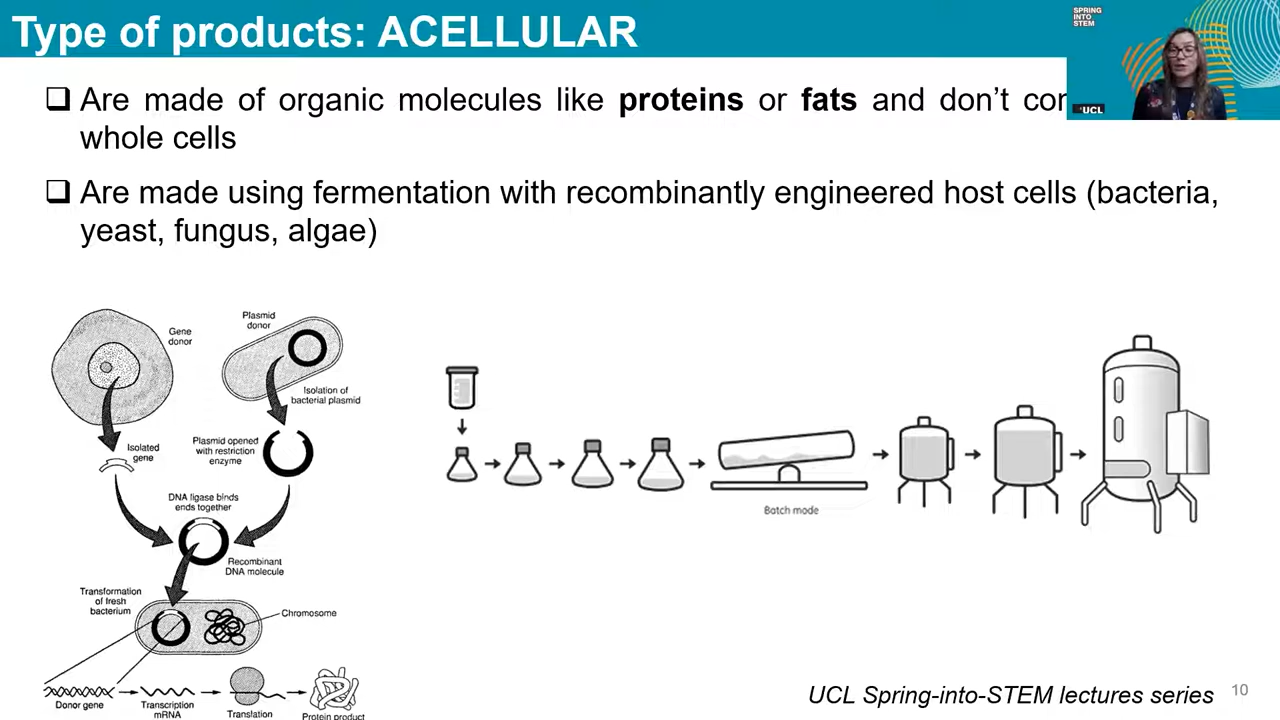 Type of products: ACELLULAR
SPRING
INTO
STEM
UCL
Are made of organic molecules like proteins or fats and don't
whole cells
Are made using fermentation with recombinantly engineered host cells (bacteria,
yeast, fungus, algae)
Gene
donor
Plasmid
donor
Isolation of
bacterial plasmid
Isolated
gene
Plasmid opened
with restriction
enzyme
DNA ligase binds
ends together
Recombinant
DNA molecule
Transformation
of fresh
bacterium
Chromosome
Donor gene
Transcription
mRNA
Translation
Protein product
Batch mode
UCL Spring-into-STEM lectures series
10